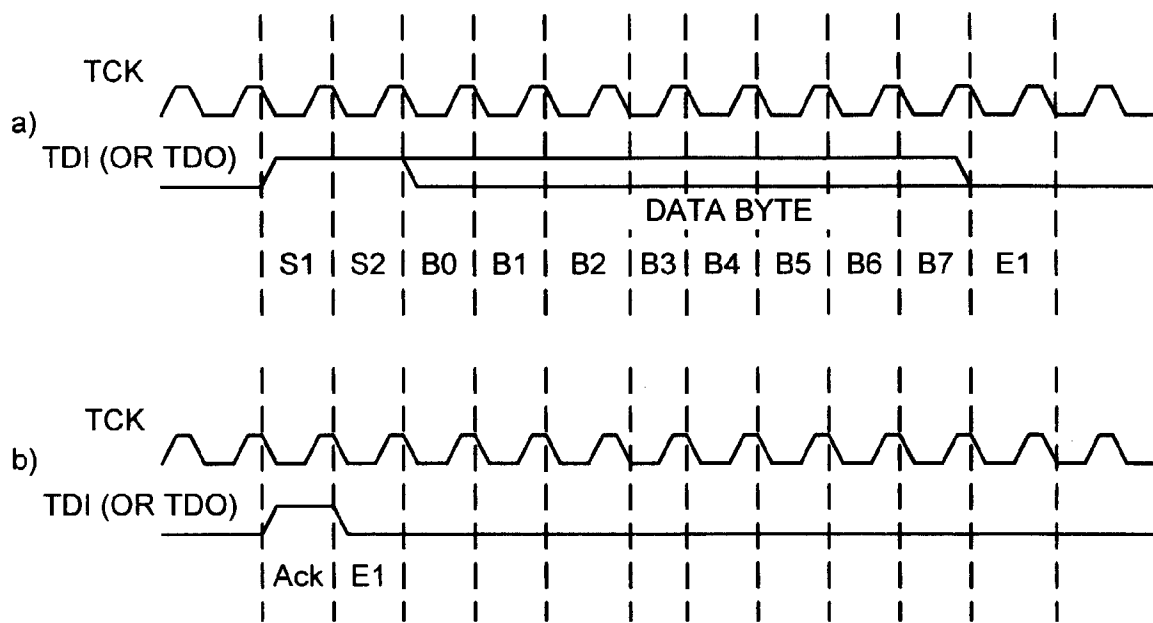 TCK
a)
TDI (OR TDO)
DATA BYTE
S1 S2 B0 B1 B2 B3 B4 B5 B6 B7 E1
TCK
b)
TDI (OR TDO)
Ack E1